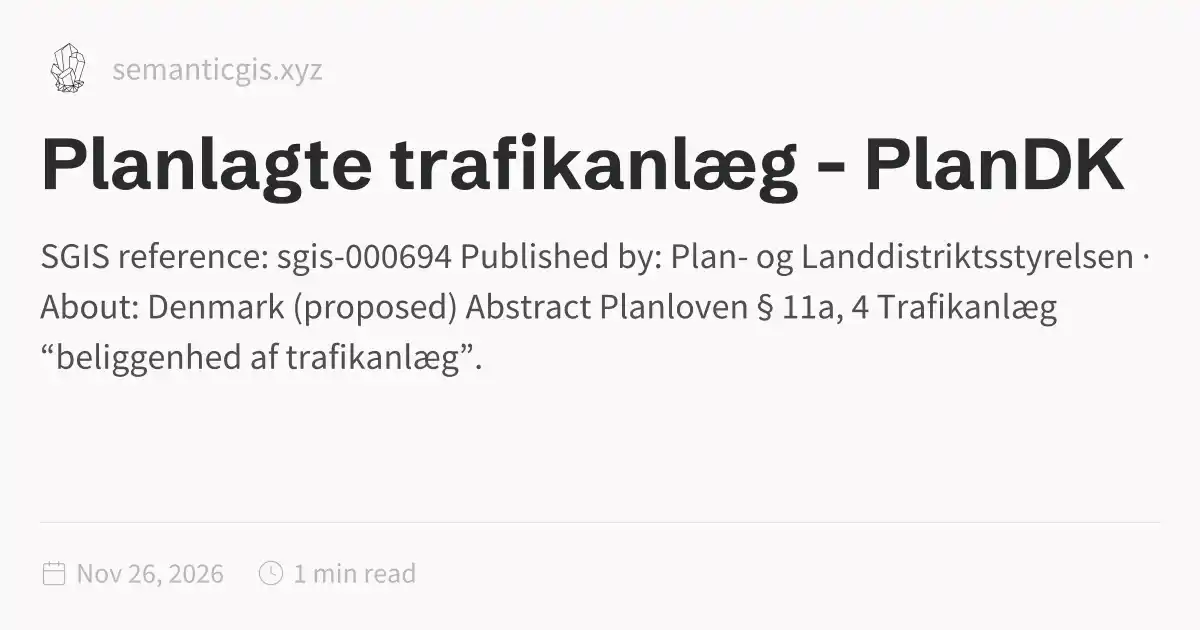 semanticgis.xyz
Planlagte trafikanlæg - PlanDK
SGIS reference: sgis-000694 Published by: Plan- og Landdistriktsstyrelsen ·
About: Denmark (proposed) Abstract Planloven § 11a, 4 Trafikanlæg
“beliggenhed af trafikanlæg”.
Nov 26, 2026 1 min read